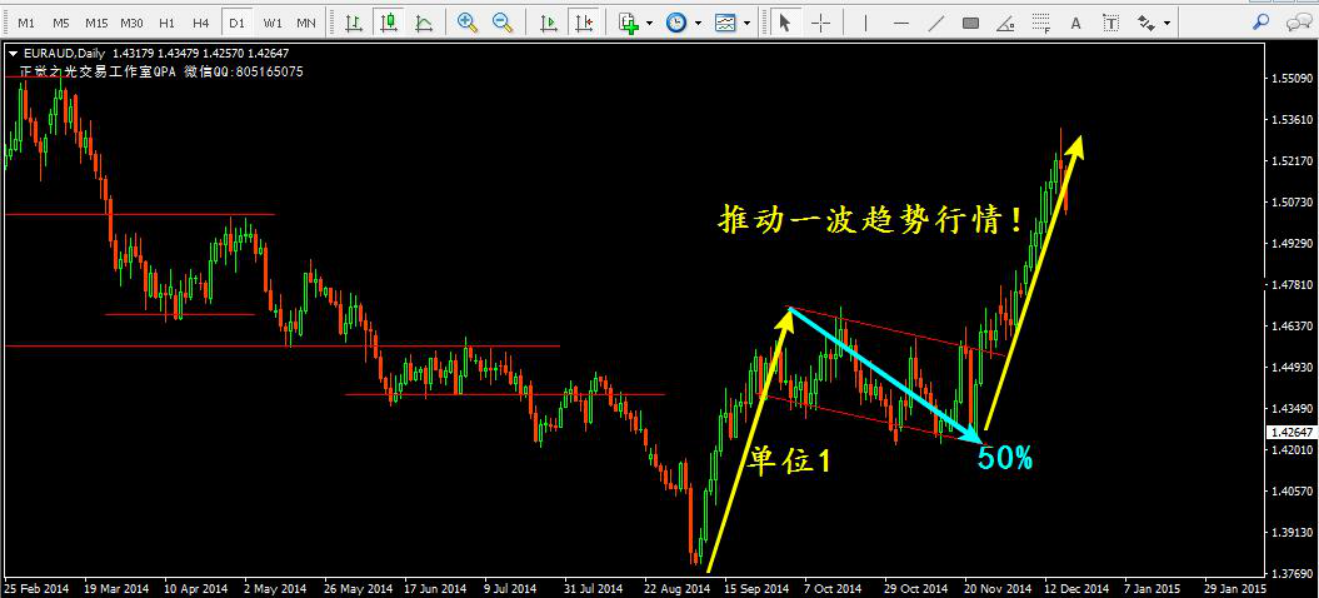 M1 M5 M15 M30 H1 H4 D1 W1 MN
EURAUD,Daily 1.43179 1.43479 1.42570 1.42647
正觉之光交易工作室QPA 微信QQ:805165075
推动一波趋势行情!
单位1
50%
1.55090
1.53610
1.52170
1.50730
1.49290
1.47810
1.46370
1.44930
1.43490
1.42647
1.42010
1.40570
1.39130
1.37690
25 Feb 2014 19 Mar 2014 10 Apr 2014 2 May 2014 26 May 2014 17 Jun 2014 9 Jul 2014 31 Jul 2014 22 Aug 2014 15 Sep 2014 7 Oct 2014 29 Oct 2014 20 Nov 2014 12 Dec 2014 7 Jan 2015 29 Jan 2015